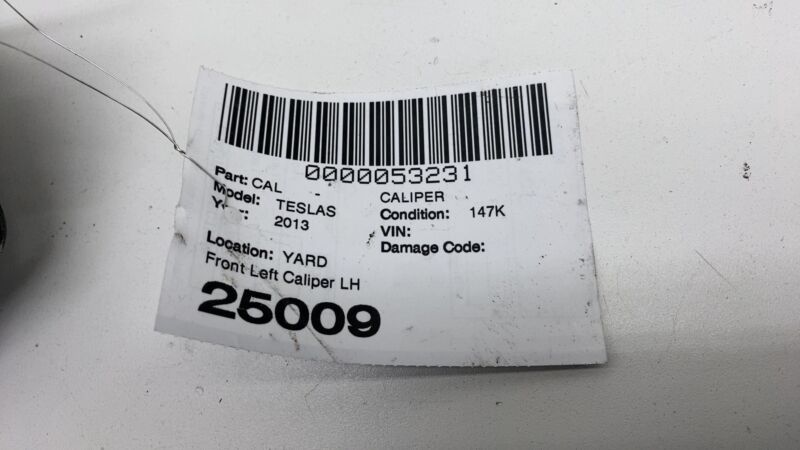 0000053231
Part: CAL - CALIPER
Model: TESLAS Condition: 147K
Year: 2013 VIN:
Damage Code:
Location: YARD
Front Left Caliper LH
25009